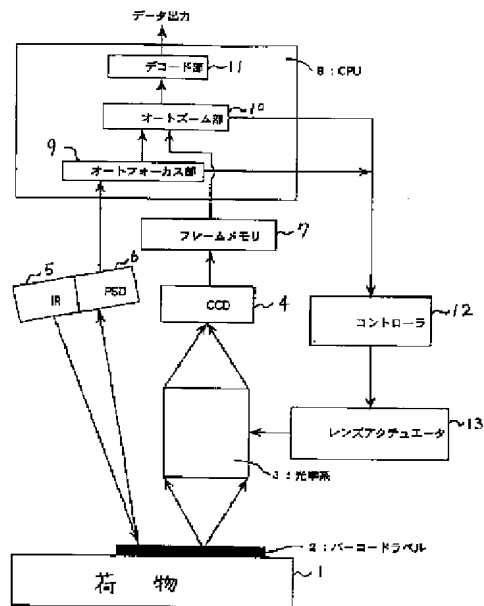 データ出力
デコード部
11
8:CPU
オートズーム部
10
9
オートフォーカス部
フレームメモリ
7
5
6
IR
PSD
CCD
4
コントローラ
12
レンズアクチュエータ
13
3:光学系
2:バーコードラベル
荷物
1